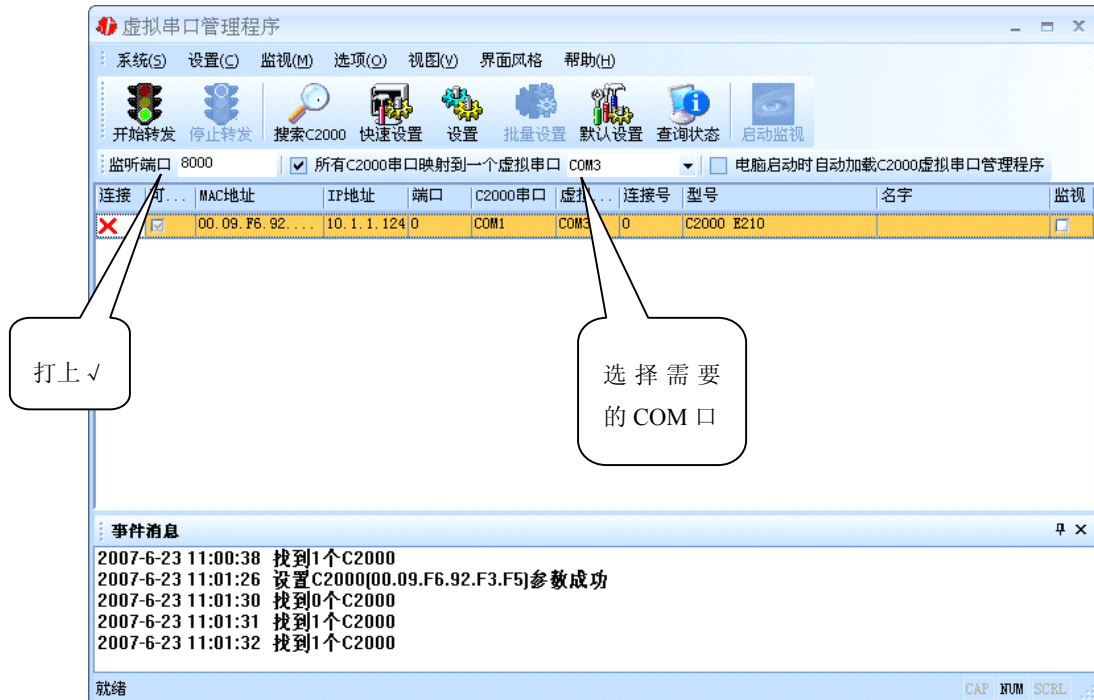 虚拟串口管理程序
系统(S) 设置(C) 监视(M) 选项(O) 视图(V) 界面风格 帮助(H)
开始转发 停止转发 搜索C2000 快速设置 设置 批量设置 默认设置 查询状态 启动监视
监听端口 8000 所有C2000串口映射到一个虚拟串口 COM3 电脑启动时自动加载C2000虚拟串口管理程序
连接 可... MAC地址 IP地址 端口 C2000串口 虚拟... 连接号 型号 名字 监视
00.09.F6.92.... 10.1.1.124 0 COM1 COM3 0 C2000 E210
打上√
选择需要
的COM口
事件消息
2007-6-23 11:00:38 找到1个C2000
2007-6-23 11:01:26 设置C2000[00.09.F6.92.F3.F5]参数成功
2007-6-23 11:01:30 找到0个C2000
2007-6-23 11:01:31 找到1个C2000
2007-6-23 11:01:32 找到1个C2000
就绪
CAP NUM SCRL